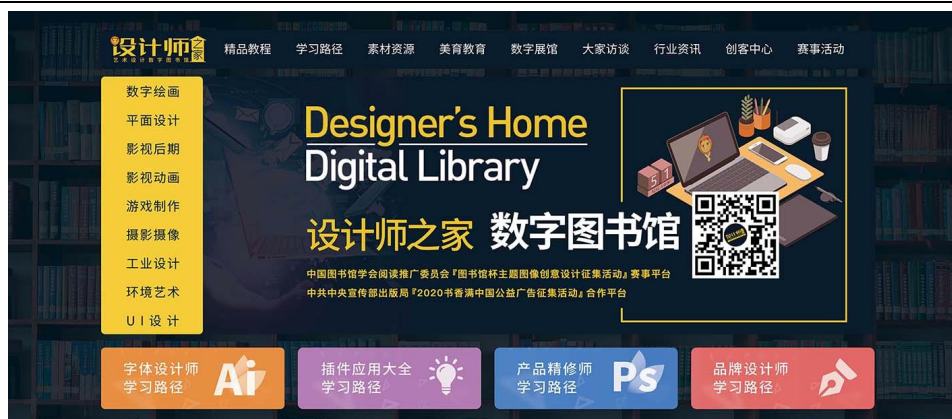 设计师之家
艺术设计数字图书馆
精品教程 学习路径 素材资源 美育教育 数字展馆 大家访谈 行业资讯 创客中心 赛事活动
数字绘画
平面设计
影视后期
影视动画
游戏制作
摄影摄像
工业设计
环境艺术
UI设计
Designer's Home
Digital Library
设计师之家 数字图书馆
中国图书馆学会阅读推广委员会『图书馆杯主题图像创意设计征集活动』赛事平台
中共中央宣传部出版局『2020书香满中国公益广告征集活动』合作平台
51
字体设计师
学习路径
Ai
插件应用大全
学习路径
产品精修师
学习路径
Ps
品牌设计师
学习路径